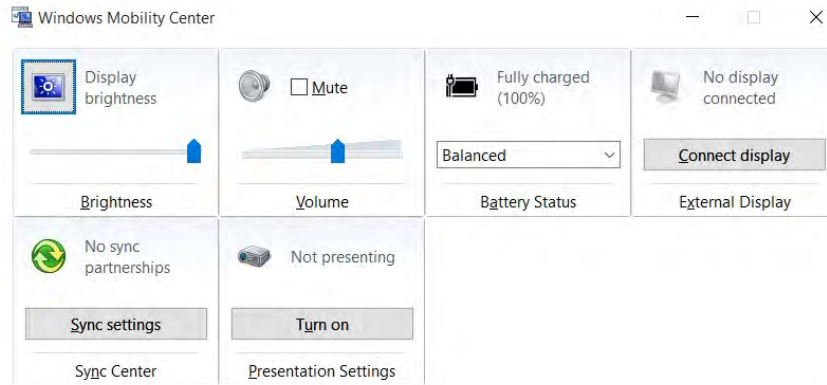 Windows Mobility Center
Display
brightness
Brightness
Mute
Volume
Fully charged
(100%)
Balanced
Battery Status
No display
connected
Connect display
External Display
No sync
partnerships
Sync settings
Sync Center
Not presenting
Turn on
Presentation Settings